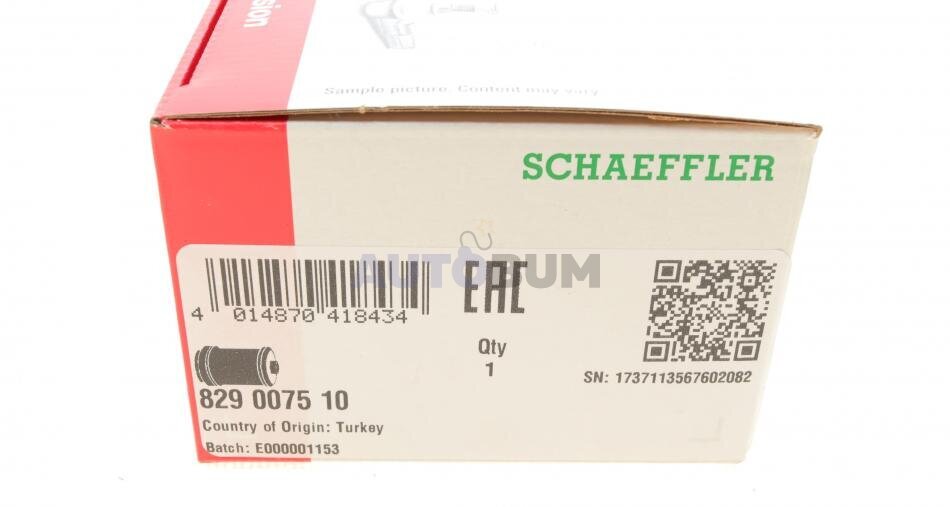 Sample picture. Content may vary.
SCHAEFFLER
AUTOBUM
EAC
4 014870 418434
Qty
1
829 0075 10
SN: 1737113567602082
Country of Origin: Turkey
Batch: E000001153